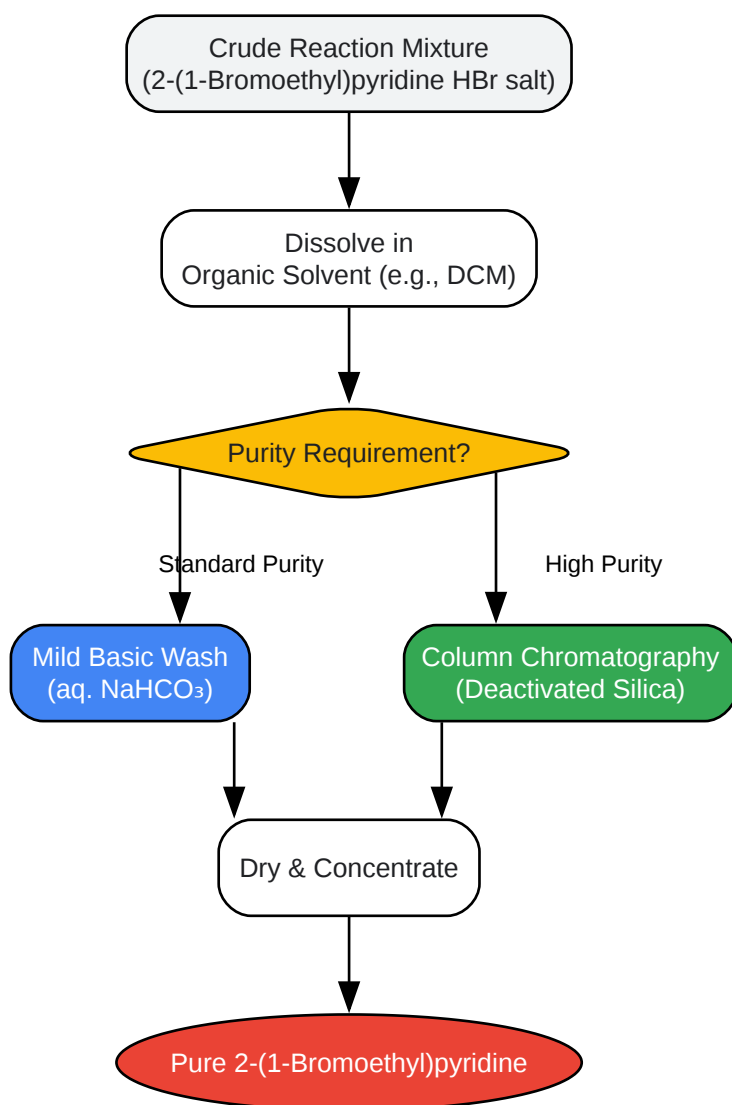 Crude Reaction Mixture
(2-(1-Bromoethyl)pyridine HBr salt)
Dissolve in
Organic Solvent (e.g., DCM)
Purity Requirement?
Standard Purity
High Purity
Mild Basic Wash
(aq. NaHCO₃)
Column Chromatography
(Deactivated Silica)
Dry & Concentrate
Pure 2-(1-Bromoethyl)pyridine